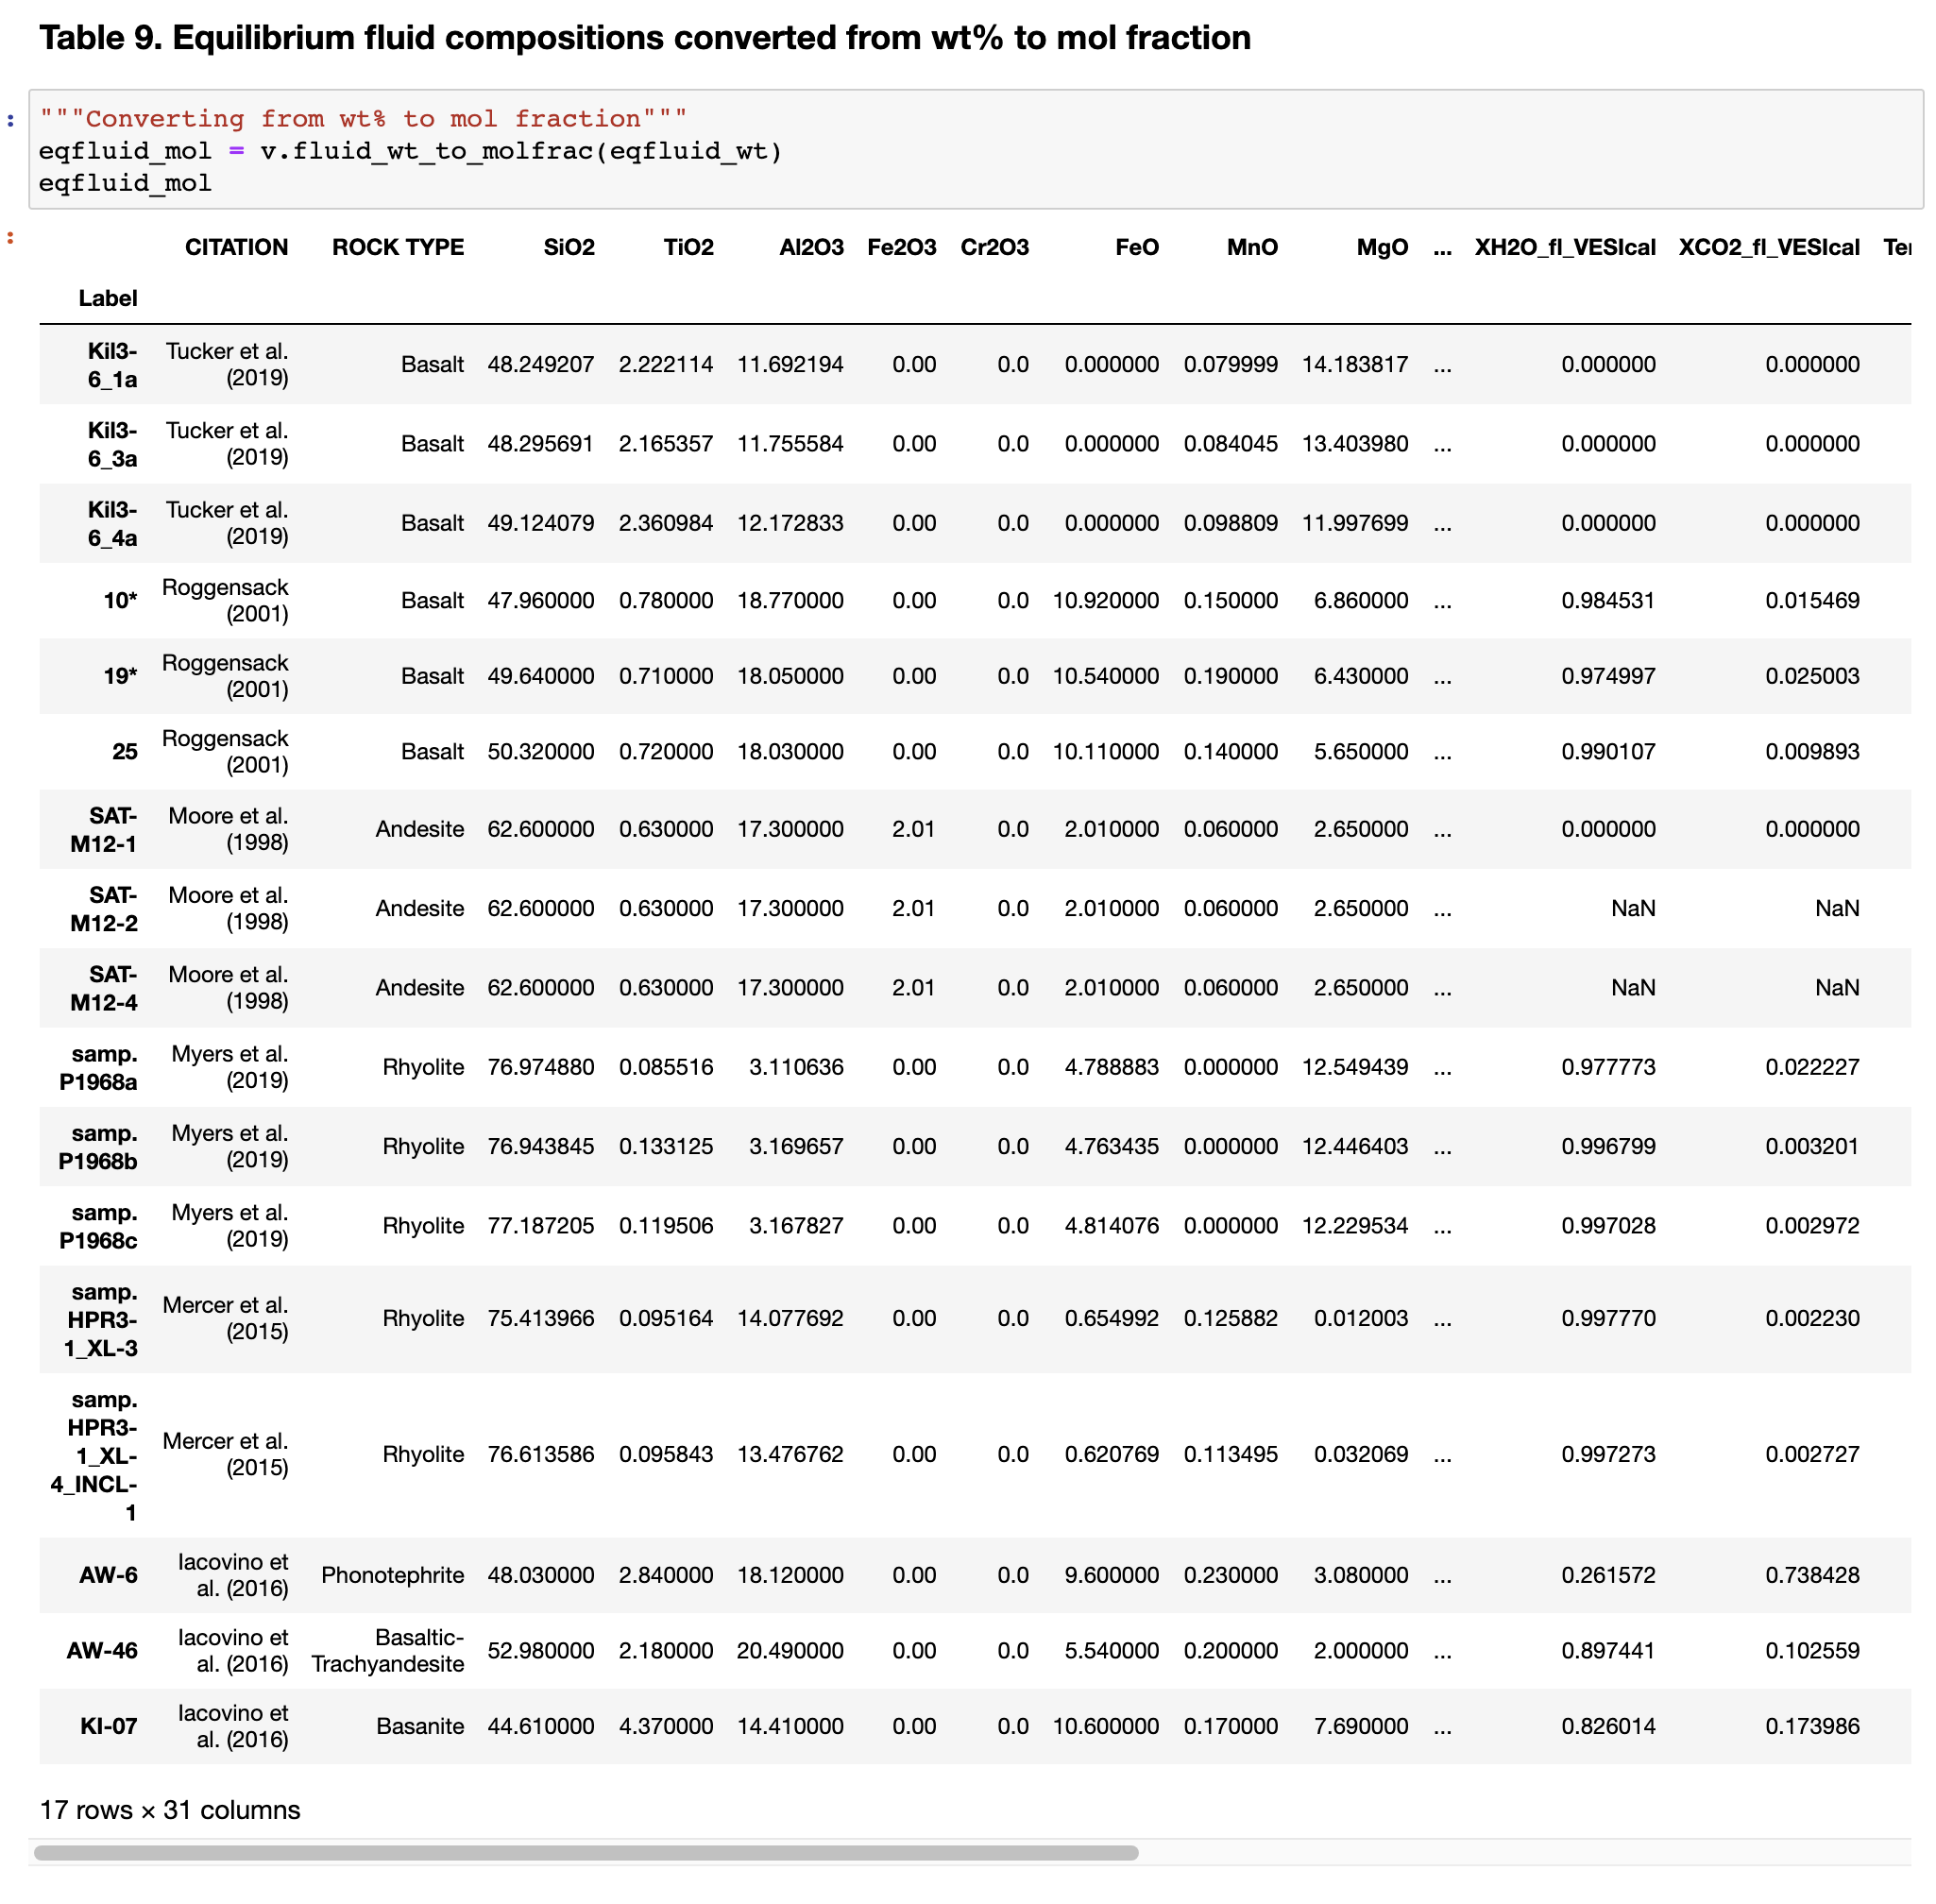 Table 9. Equilibrium fluid compositions converted from wt% to mol fraction
: """Converting from wt% to mol fraction"""
eqfluid_mol = v.fluid_wt_to_molfrac(eqfluid_wt)
eqfluid_mol
: CITATION ROCK TYPE SiO2 TiO2 Al2O3 Fe2O3 Cr2O3 FeO MnO MgO ... XH2O_fl_VESIcal XCO2_fl_VESIcal
Label
Kil3- Tucker et al.
6_1a (2019) Basalt 48.249207 2.222114 11.692194 0.00 0.0 0.000000 0.079999 14.183817 ... 0.000000 0.000000
Kil3- Tucker et al.
6_3a (2019) Basalt 48.295691 2.165357 11.755584 0.00 0.0 0.000000 0.084045 13.403980 ... 0.000000 0.000000
Kil3- Tucker et al.
6_4a (2019) Basalt 49.124079 2.360984 12.172833 0.00 0.0 0.000000 0.098809 11.997699 ... 0.000000 0.000000
10* Roggensack
(2001) Basalt 47.960000 0.780000 18.770000 0.00 0.0 10.920000 0.150000 6.860000 ... 0.984531 0.015469
19* Roggensack
(2001) Basalt 49.640000 0.710000 18.050000 0.00 0.0 10.540000 0.190000 6.430000 ... 0.974997 0.025003
25 Roggensack
(2001) Basalt 50.320000 0.720000 18.030000 0.00 0.0 10.110000 0.140000 5.650000 ... 0.990107 0.009893
SAT- Moore et al.
M12-1 (1998) Andesite 62.600000 0.630000 17.300000 2.01 0.0 2.010000 0.060000 2.650000 ... 0.000000 0.000000
SAT- Moore et al.
M12-2 (1998) Andesite 62.600000 0.630000 17.300000 2.01 0.0 2.010000 0.060000 2.650000 ... NaN NaN
SAT- Moore et al.
M12-4 (1998) Andesite 62.600000 0.630000 17.300000 2.01 0.0 2.010000 0.060000 2.650000 ... NaN NaN
samp. Myers et al.
P1968a (2019) Rhyolite 76.974880 0.085516 3.110636 0.00 0.0 4.788883 0.000000 12.549439 ... 0.977773 0.022227
samp. Myers et al.
P1968b (2019) Rhyolite 76.943845 0.133125 3.169657 0.00 0.0 4.763435 0.000000 12.446403 ... 0.996799 0.003201
samp. Myers et al.
P1968c (2019) Rhyolite 77.187205 0.119506 3.167827 0.00 0.0 4.814076 0.000000 12.229534 ... 0.997028 0.002972
samp.
HPR3- Mercer et al.
1_XL-3 (2015) Rhyolite 75.413966 0.095164 14.077692 0.00 0.0 0.654992 0.125882 0.012003 ... 0.997770 0.002230
samp.
HPR3-
1_XL- Mercer et al.
4_INCL- (2015) Rhyolite 76.613586 0.095843 13.476762 0.00 0.0 0.620769 0.113495 0.032069 ... 0.997273 0.002727
1
AW-6 Iacovino et
al. (2016) Phonotephrite 48.030000 2.840000 18.120000 0.00 0.0 9.600000 0.230000 3.080000 ... 0.261572 0.738428
AW-46 Iacovino et Basaltic-
al. (2016) Trachyandesite 52.980000 2.180000 20.490000 0.00 0.0 5.540000 0.200000 2.000000 ... 0.897441 0.102559
KI-07 Iacovino et
al. (2016) Basanite 44.610000 4.370000 14.410000 0.00 0.0 10.600000 0.170000 7.690000 ... 0.826014 0.173986
17 rows × 31 columns